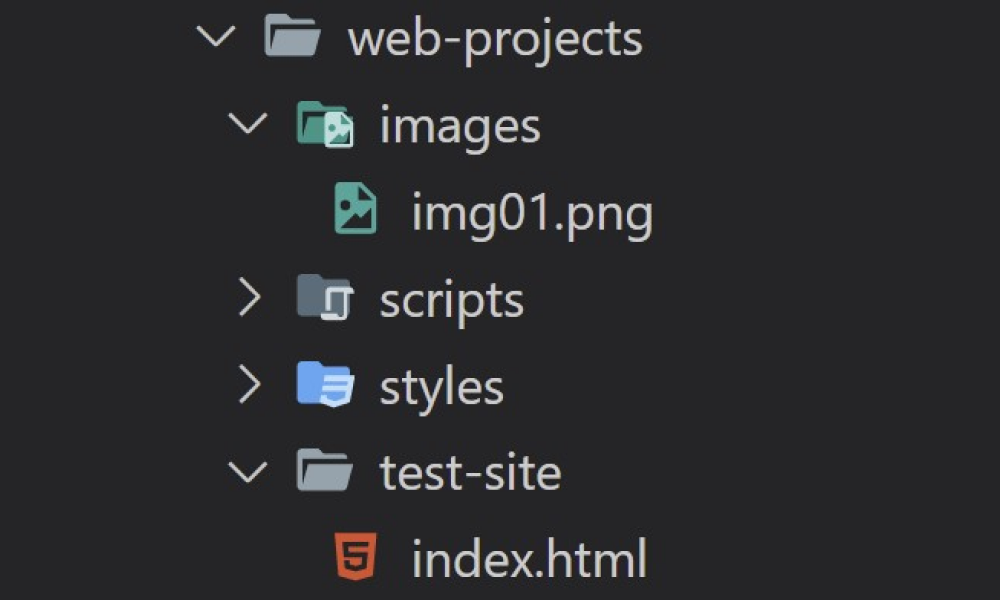 web-projects
images
img01.png
scripts
styles
test-site
index.html